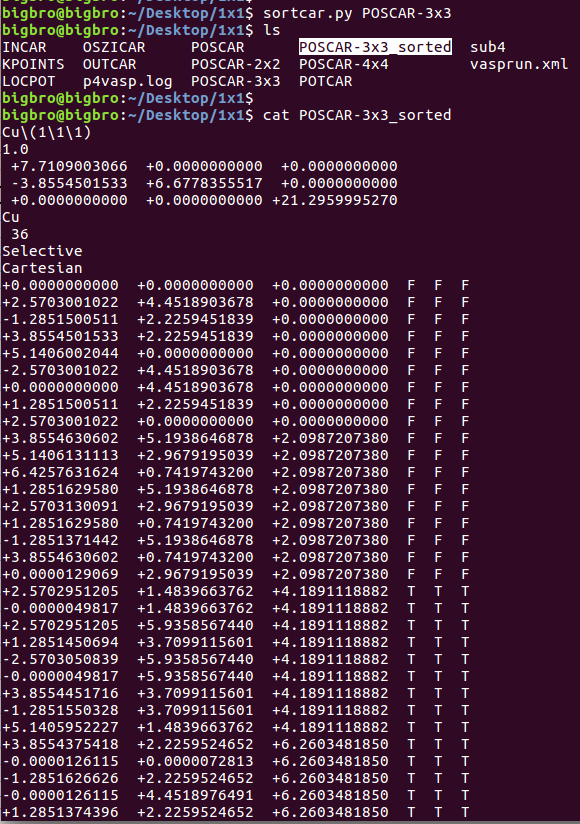 bigbro@bigbro:~/Desktop/1x1$ sortcar.py POSCAR-3x3
bigbro@bigbro:~/Desktop/1x1$ ls
INCAR OSZICAR POSCAR POSCAR-3x3_sorted sub4
KPOINTS OUTCAR POSCAR-2x2 POSCAR-4x4 vasprun.xml
LOCPOT p4vasp.log POSCAR-3x3 POTCAR
bigbro@bigbro:~/Desktop/1x1$
bigbro@bigbro:~/Desktop/1x1$ cat POSCAR-3x3_sorted
Cu\(1\1\1)
1.0
+7.7109003066 +0.0000000000 +0.0000000000
-3.8554501533 +6.6778355517 +0.0000000000
+0.0000000000 +0.0000000000 +21.2959995270
Cu
36
Selective
Cartesian
+0.0000000000 +0.0000000000 +0.0000000000 F F F
+2.5703001022 +4.4518903678 +0.0000000000 F F F
-1.2851500511 +2.2259451839 +0.0000000000 F F F
+3.8554501533 +2.2259451839 +0.0000000000 F F F
+5.1406002044 +0.0000000000 +0.0000000000 F F F
-2.5703001022 +4.4518903678 +0.0000000000 F F F
+0.0000000000 +4.4518903678 +0.0000000000 F F F
+1.2851500511 +2.2259451839 +0.0000000000 F F F
+2.5703001022 +0.0000000000 +0.0000000000 F F F
+3.8554630602 +5.1938646878 +2.0987207380 F F F
+5.1406131113 +2.9679195039 +2.0987207380 F F F
+6.4257631624 +0.7419743200 +2.0987207380 F F F
+1.2851629580 +5.1938646878 +2.0987207380 F F F
+2.5703130091 +2.9679195039 +2.0987207380 F F F
+1.2851629580 +0.7419743200 +2.0987207380 F F F
-1.2851371442 +5.1938646878 +2.0987207380 F F F
+3.8554630602 +0.7419743200 +2.0987207380 F F F
+0.0000129069 +2.9679195039 +2.0987207380 F F F
+2.5702951205 +1.4839663762 +4.1891118882 T T T
-0.0000049817 +1.4839663762 +4.1891118882 T T T
+2.5702951205 +5.9358567440 +4.1891118882 T T T
+1.2851450694 +3.7099115601 +4.1891118882 T T T
-2.5703050839 +5.9358567440 +4.1891118882 T T T
-0.0000049817 +5.9358567440 +4.1891118882 T T T
+3.8554451716 +3.7099115601 +4.1891118882 T T T
-1.2851550328 +3.7099115601 +4.1891118882 T T T
+5.1405952227 +1.4839663762 +4.1891118882 T T T
+3.8554375418 +2.2259524652 +6.2603481850 T T T
-0.0000126115 +0.0000072813 +6.2603481850 T T T
-1.2851626626 +2.2259524652 +6.2603481850 T T T
-0.0000126115 +4.4518976491 +6.2603481850 T T T
+1.2851374396 +2.2259524652 +6.2603481850 T T T